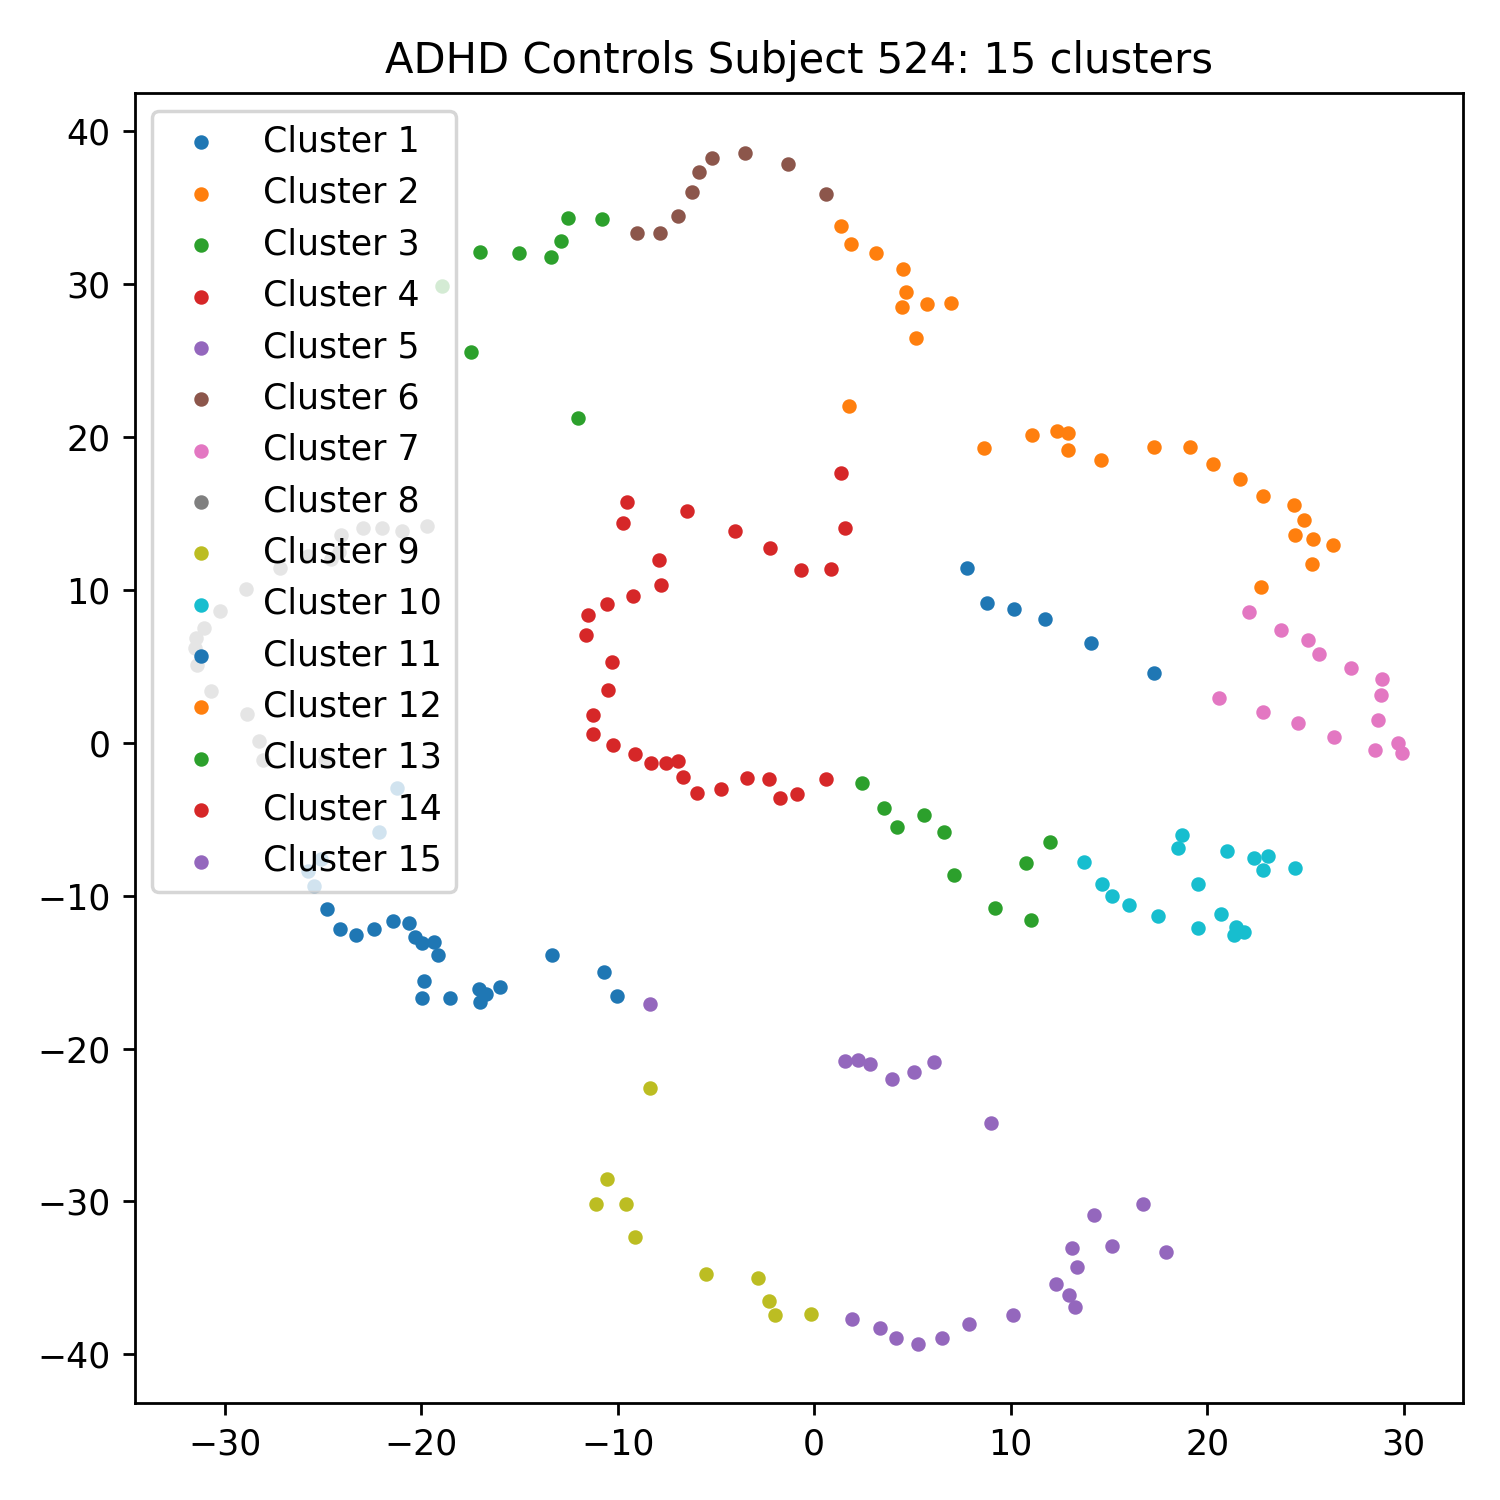 ADHD Controls Subject 524: 15 clusters
Cluster 1
Cluster 2
Cluster 3
Cluster 4
Cluster 5
Cluster 6
Cluster 7
Cluster 8
Cluster 9
Cluster 10
Cluster 11
Cluster 12
Cluster 13
Cluster 14
Cluster 15
40
30
20
10
0
−10
−20
−30
−40
−30 −20 −10 0 10 20 30